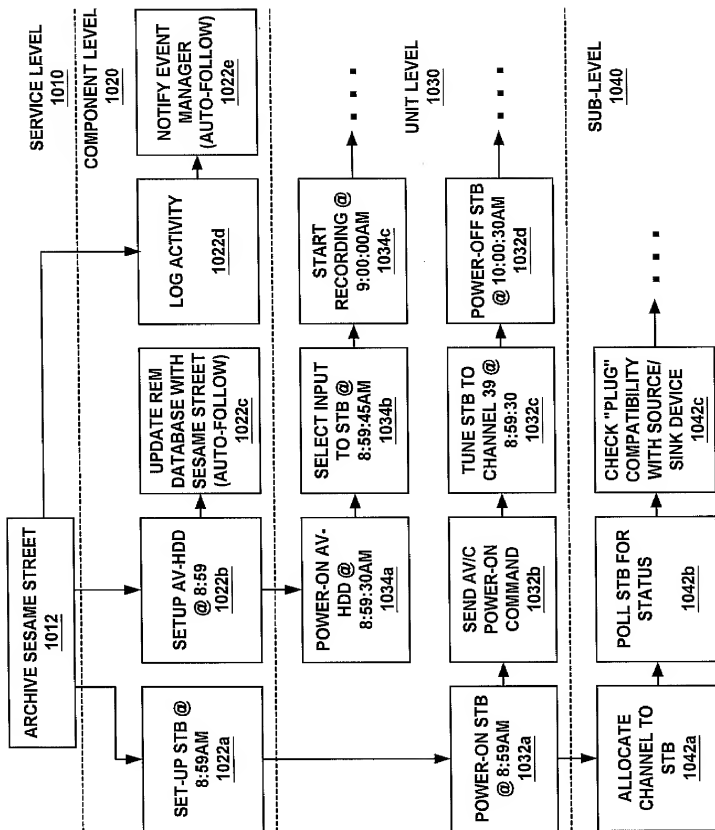 SERVICE LEVEL
1010
ARCHIVE SESAME STREET
1012
COMPONENT LEVEL
1020
SET-UP STB @
8:59AM
1022a
SETUP AV-HDD
@ 8:59
1022b
UPDATE REM
DATABASE WITH
SESAME STREET
(AUTO-FOLLOW)
1022c
LOG ACTIVITY
1022d
NOTIFY EVENT
MANAGER
(AUTO-FOLLOW)
1022e
POWER-ON AV-
HDD @
8:59:30AM
1034a
SELECT INPUT
TO STB @
8:59:45AM
1034b
START
RECORDING @
9:00:00AM
1034c
UNIT LEVEL
1030
POWER-ON STB
@ 8:59AM
1032a
SEND AV/C
POWER-ON
COMMAND
1032b
TUNE STB TO
CHANNEL 39 @
8:59:30
1032c
POWER-OFF STB
@ 10:00:30AM
1032d
SUB-LEVEL
1040
ALLOCATE
CHANNEL TO
STB
1042a
POLL STB FOR
STATUS
1042b
CHECK "PLUG"
COMPATIBILITY
WITH SOURCE/
SINK DEVICE
1042c